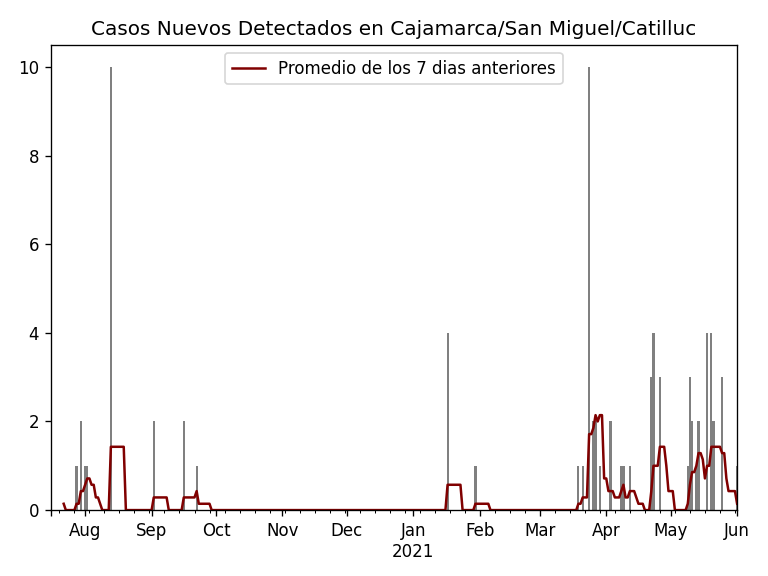 Casos Nuevos Detectados en Cajamarca/San Miguel/Catilluc
Promedio de los 7 dias anteriores
10
8
6
4
2
0
Aug Sep Oct Nov Dec Jan Feb Mar Apr May Jun
2021